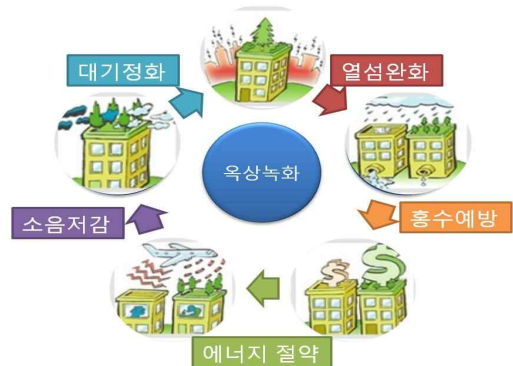 대기정화
열섬완화
옥상녹화
소음저감
홍수예방
에너지 절약